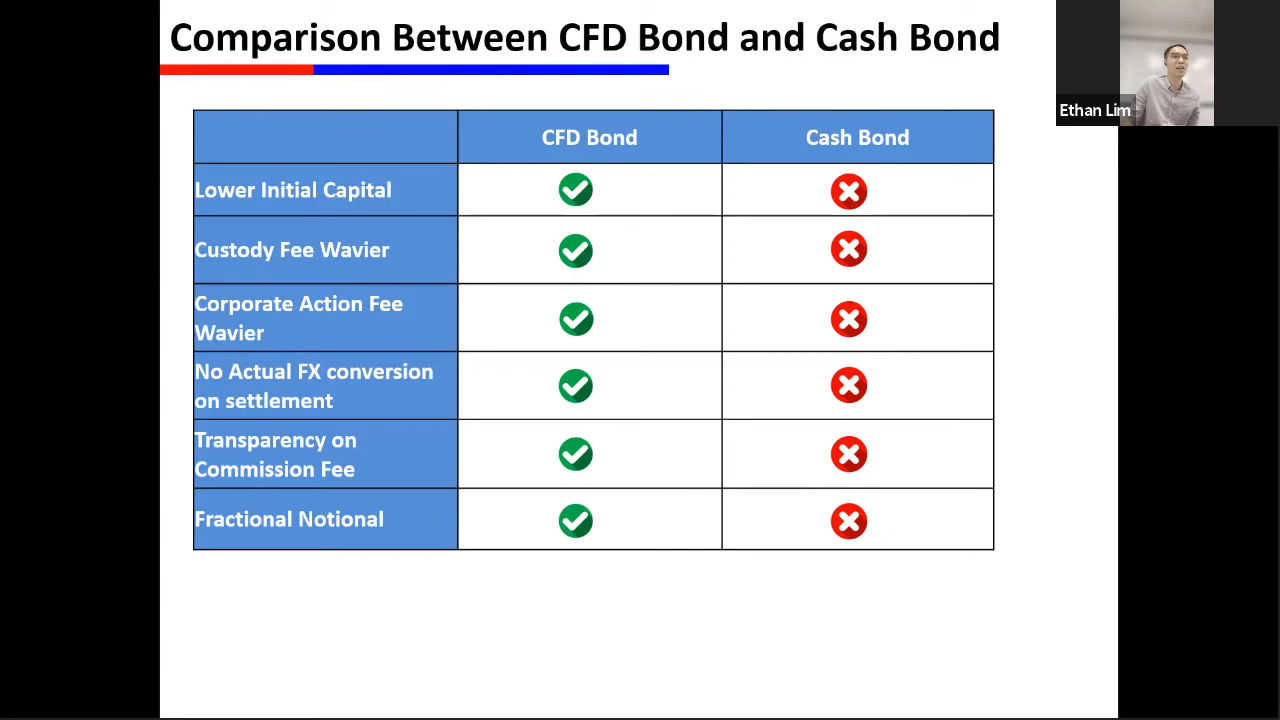 Comparison Between CFD Bond and Cash Bond
Ethan Lim
CFD Bond
Cash Bond
Lower Initial Capital
Custody Fee Wavier
Corporate Action Fee
Wavier
No Actual FX conversion
on settlement
Transparency on
Commission Fee
Fractional Notional